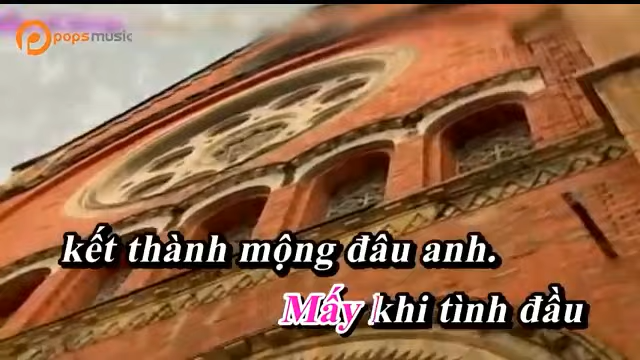 popsmusic
kết thành mộng đâu anh.
Mấy khi tình đầu